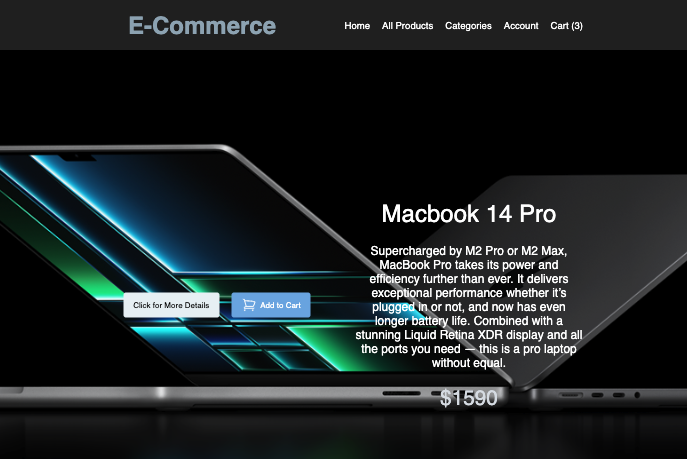 E-Commerce
Home All Products Categories Account Cart (3)
Macbook 14 Pro
Supercharged by M2 Pro or M2 Max,
MacBook Pro takes its power and
efficiency further than ever. It delivers
exceptional performance whether it's
plugged in or not, and now has even
longer battery life. Combined with a
stunning Liquid Retina XDR display and all
the ports you need — this is a pro laptop
without equal.
$1590
Click for More Details
Add to Cart